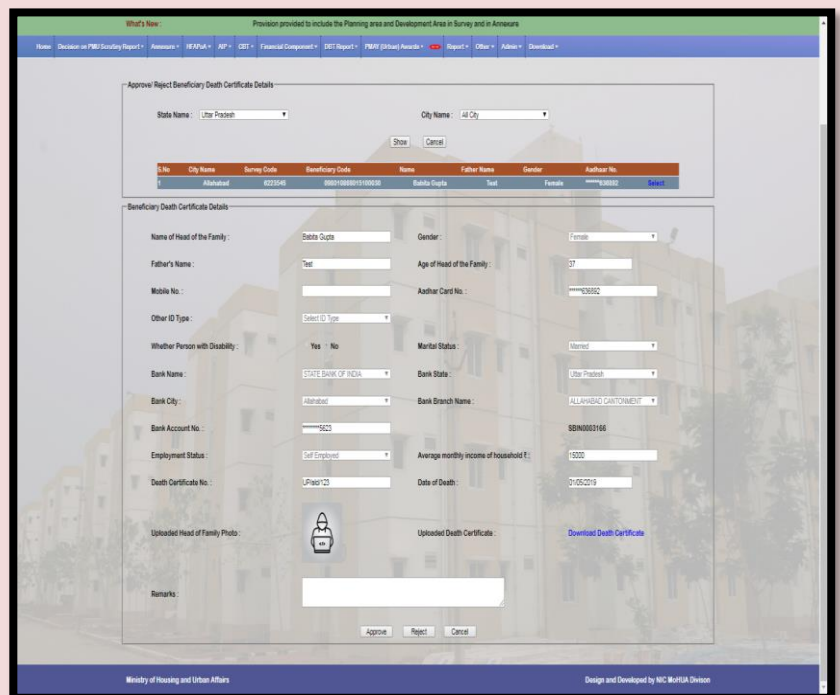 What's New : Provision provided to include the Planning area and Development Area in Survey and in Annexure
Home Decision on PMU Scrutiny Report Annexure HFAPoA AIP CBT Financial Component DBT Report PMAY (Urban) Awards Report Other Admin Download
Approve/ Reject Beneficiary Death Certificate Details
State Name : Uttar Pradesh City Name : All City
Show Cancel
S.No City Name Survey Code Beneficiary Code Name Father Name Gender Aadhaar No.
1 Allahabad Babita Gupta Test Female ******636892 Select
Beneficiary Death Certificate Details
Name of Head of the Family : Babita Gupta Gender : Female
Father's Name : Test Age of Head of the Family : 37
Mobile No. : Aadhar Card No. : ******636892
Other ID Type : Select ID Type
Whether Person with Disability : Yes No Marital Status : Married
Bank Name : STATE BANK OF INDIA Bank State : Uttar Pradesh
Bank City : Allahabad Bank Branch Name : ALLAHABAD CANTONMENT
Bank Account No. : *******5623 SBIN0003166
Employment Status : Self Employed Average monthly income of household ₹ : 15000
Death Certificate No. : Date of Death : 01/05/2019
Uploaded Head of Family Photo : Uploaded Death Certificate : Download Death Certificate
Remarks :
Approve Reject Cancel
Ministry of Housing and Urban Affairs Design and Developed by NIC MoHUA Divison